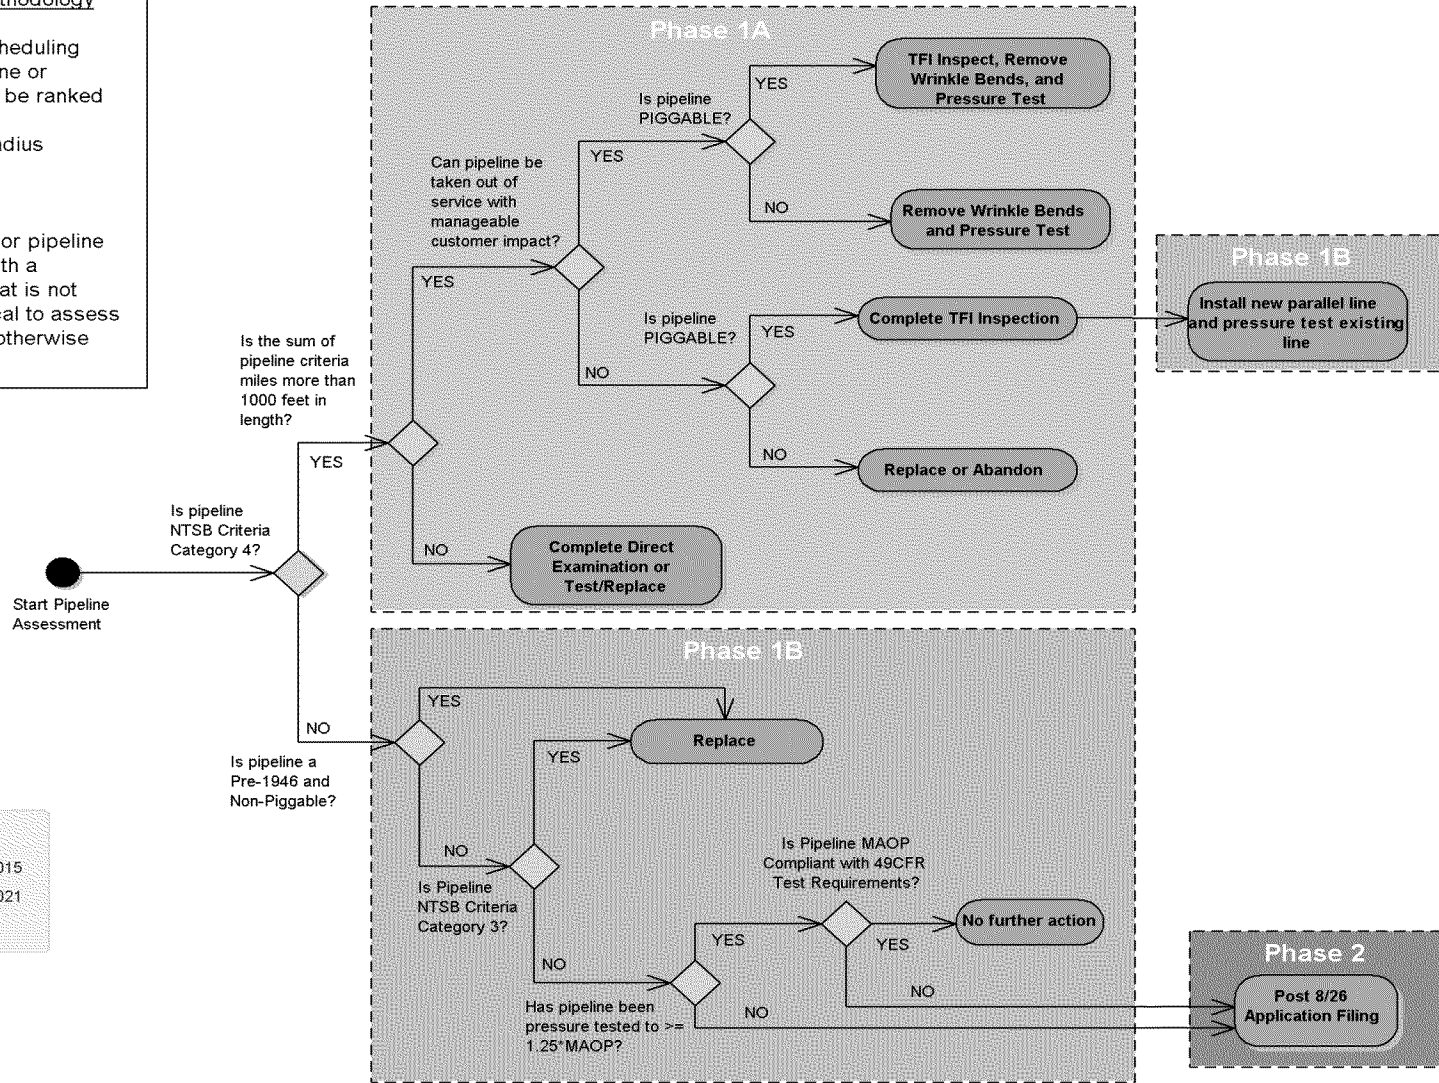 heduling
ne or
be ranked
dius
or pipeline
th a
at is not
cal to assess
otherwise
Phase 1A
TFI Inspect, Remove
Wrinkle Bends, and
Pressure Test
YES
Is pipeline
PIGGABLE?
YES
Can pipeline be
taken out of
service with
manageable
customer impact?
NO
Remove Wrinkle Bends
and Pressure Test
YES
Phase 1B
Install new parallel line
and pressure test existing
line
Is pipeline
PIGGABLE?
YES
Complete TFI Inspection
Is the sum of
pipeline criteria
miles more than
1000 feet in
length?
NO
YES
NO
Replace or Abandon
Is pipeline
NTSB Criteria
Category 4?
NO
Complete Direct
Examination or
Test/Replace
Start Pipeline
Assessment
Phase 1B
YES
NO
Replace
YES
Is pipeline a
Pre-1946 and
Non-Piggable?
NO
Is Pipeline
NTSB Criteria
Category 3?
Is Pipeline MAOP
Compliant with 49CFR
Test Requirements?
No further action
YES
YES
NO
Has pipeline been
pressure tested to >=
1.25*MAOP?
NO
NO
Phase 2
Post 8/26
Application Filing
015
021